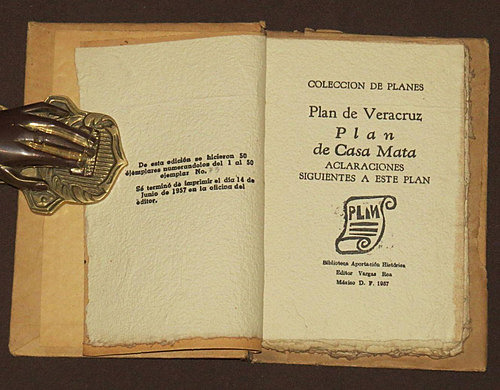 De esta edición se hicieron 50
ejemplares numerandolos del 1 al 50
ejemplar No.
Se terminó de imprimir el día 14 de
junio de 1957 en la oficina del
editor.
COLECCION DE PLANES
Plan de Veracruz
Plan
de Casa Mata
ACLARACIONES
SIGUIENTES A ESTE PLAN
PLM
Biblioteca Aportación Histórica
Editor Vargas Rea
México D. F. 1957